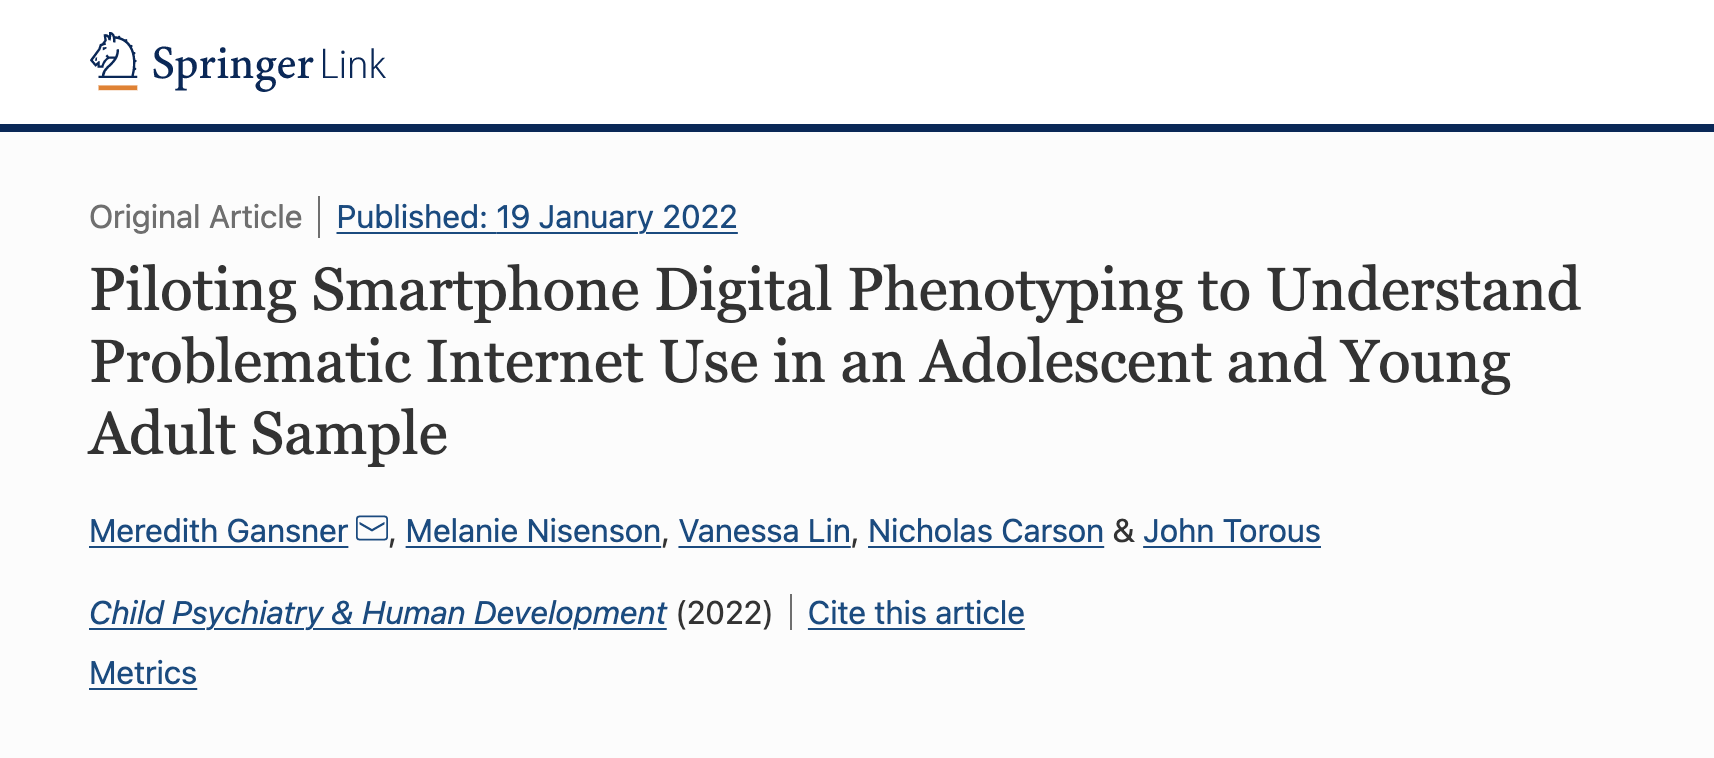 Springer Link
Original Article | Published: 19 January 2022
Piloting Smartphone Digital Phenotyping to Understand
Problematic Internet Use in an Adolescent and Young
Adult Sample
Meredith Gansner, Melanie Nisenson, Vanessa Lin, Nicholas Carson & John Torous
Child Psychiatry & Human Development (2022) | Cite this article
Metrics